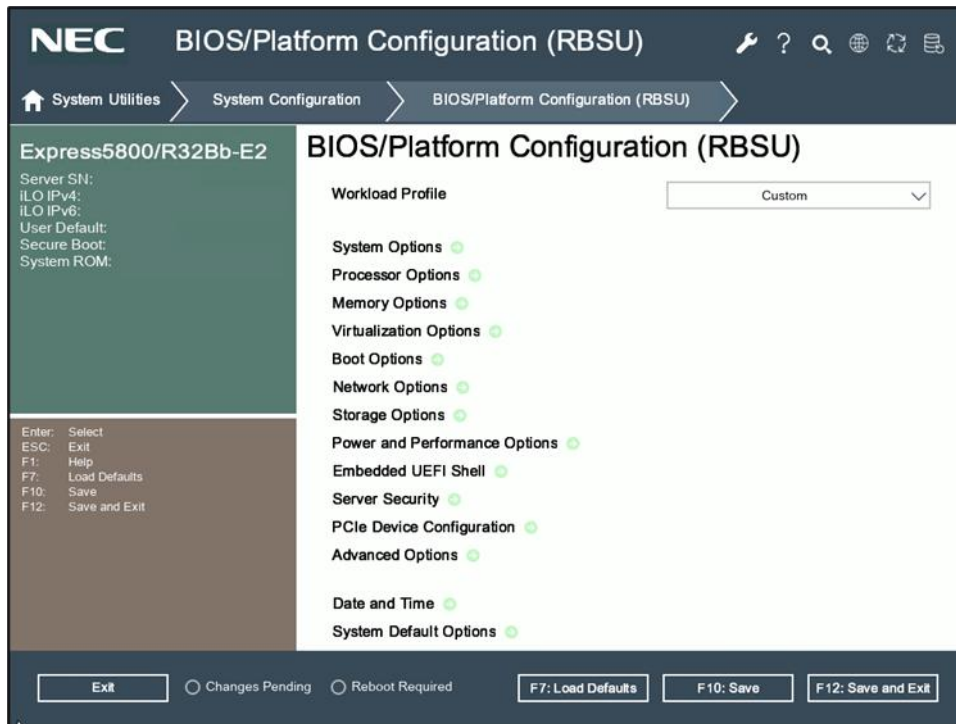 NEC BIOS/Platform Configuration (RBSU)
System Utilities System Configuration BIOS/Platform Configuration (RBSU)
Express5800/R32Bb-E2
Server SN:
iLO IPv4:
iLO IPv6:
User Default:
Secure Boot:
System ROM:
Enter: Select
ESC: Exit
F1: Help
F7: Load Defaults
F10: Save
F12: Save and Exit
BIOS/Platform Configuration (RBSU)
Workload Profile Custom
System Options
Processor Options
Memory Options
Virtualization Options
Boot Options
Network Options
Storage Options
Power and Performance Options
Embedded UEFI Shell
Server Security
PCIe Device Configuration
Advanced Options
Date and Time
System Default Options
Exit Changes Pending Reboot Required F7: Load Defaults F10: Save F12: Save and Exit